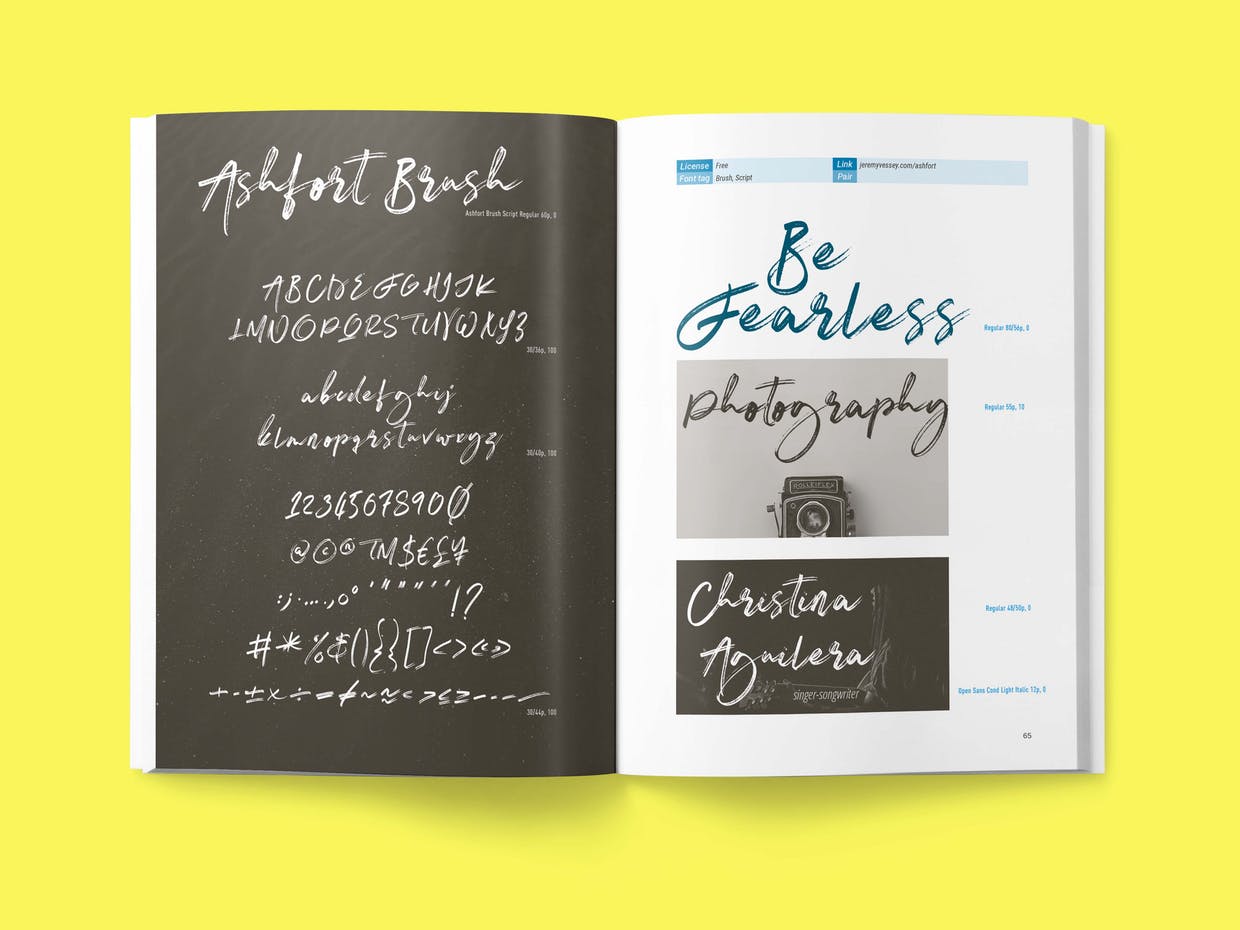 Ashfort Brush
Ashfort Brush Script Regular 60p, 0
ABCDEFGHIJK
LMNOPQRSTUVWXYZ
30/36p, 100
abcdefghij
klmnopqrstuvwxyz
30/40p, 100
12345678900
@©®TM$€£¥
:;·…,.,o°'"""''!?
#*%&(){}[]<>«»
+-±×÷=≠~≈<>≤≥--–—
30/44p, 100
License Free Link jeremyvessey.com/ashfort
Font tag Brush, Script Pair
Be
Fearless
Regular 80/56p, 0
photography
Regular 55p, 10
ROLLEIFLEX
Christina
Regular 48/50p, 0
Aguilera
singer-songwriter
Open Sans Cond Light Italic 12p, 0
65